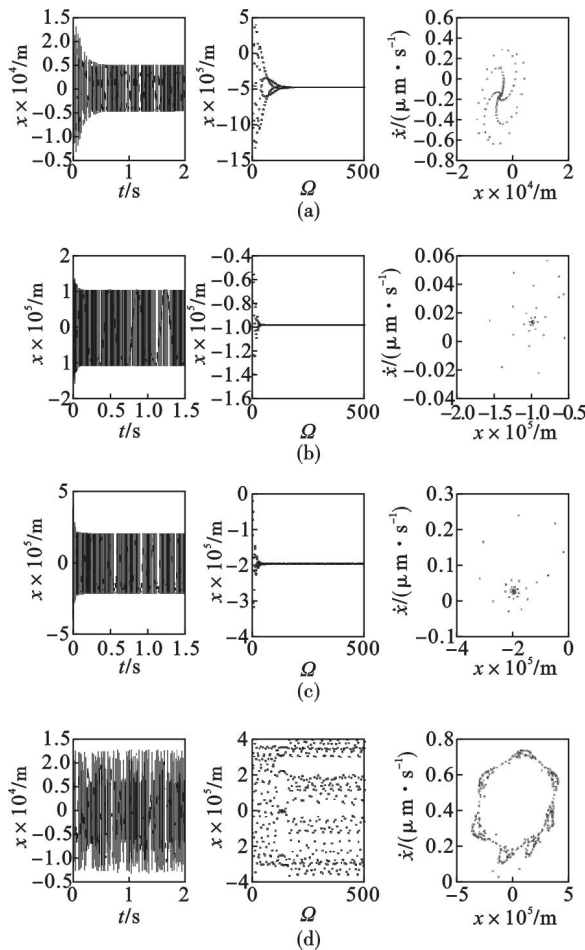 x×10⁴/m
1.5
2.0
0.5
0
-0.5
-1.0
-0.5
0 1 2
t/s
x×10⁵/m
5
0
-5
-10
-15
0 500
Ω
ẋ/(μm·s⁻¹)
0.6
0.4
0.2
0
-0.2
-0.4
-0.6
-0.8
-2 0 2
x×10⁴/m
(a)
x×10⁵/m
2
1
0
1
2
0 0.5 1.0 1.5
t/s
x×10⁵/m
-0.4
-0.6
-0.8
-1.0
-1.2
-1.4
-1.6
0 500
Ω
ẋ/(μm·s⁻¹)
0.06
0.04
0.02
0
-0.02
0.04
-2.0 -1.5 -1.0 -0.5
x×10⁵/m
(b)
x×10⁵/m
5
0
-5
0 0.5 1.0 1.5
t/s
x×10⁵/m
0
-1
-2
-3
-4
0 500
Ω
ẋ/(μm·s⁻¹)
0.3
0.2
0.1
0
-0.1
-4 -2 0
x×10⁵/m
(c)
x×10⁴/m
1.5
2.0
0.5
0
-0.5
-1.0
-0.5
0 1 2
t/s
x×10⁵/m
4
2
0
-2
-4
0 500
Ω
ẋ/(μm·s⁻¹)
0.8
0.6
0.4
0.2
0
-5 0 5
x×10⁵/m
(d)